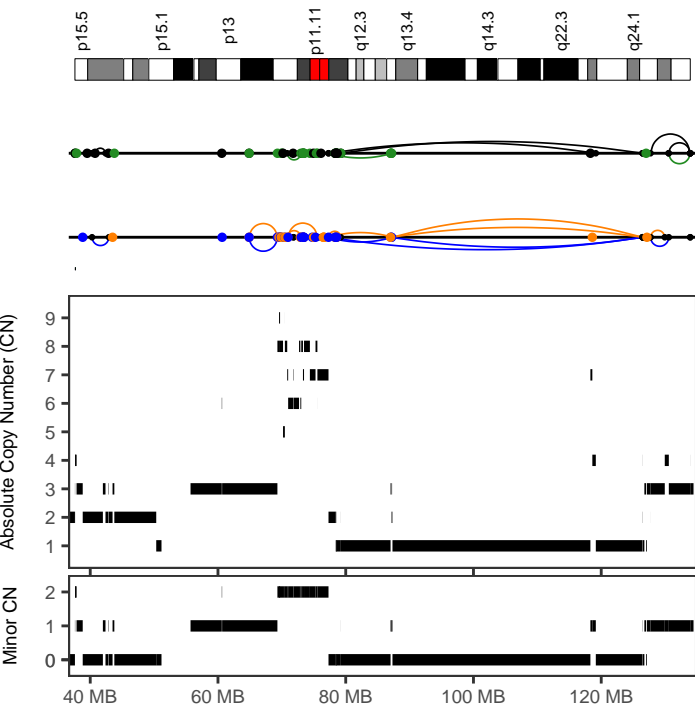 p15.5
p15.1
p13
p11.11
q12.3
q13.4
q14.3
q22.3
q24.1
Absolute Copy Number (CN)
9
8
7
6
5
4
3
2
1
Minor CN
2
1
0
40 MB
60 MB
80 MB
100 MB
120 MB